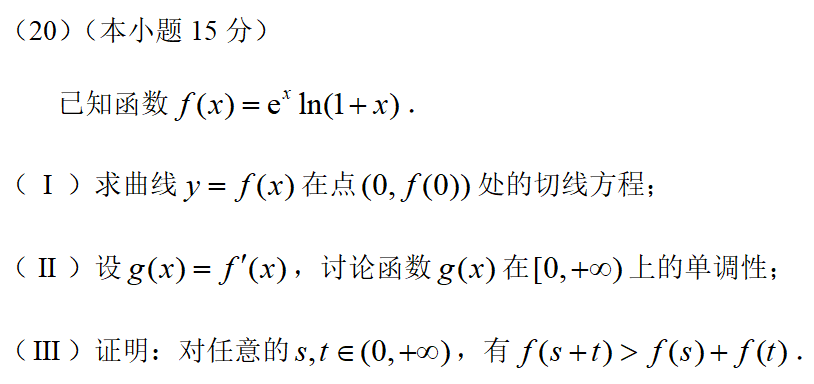 （20）（本小题 15 分）
已知函数 f(x) = eˣ ln(1+x)．
（Ⅰ）求曲线 y = f(x) 在点 (0, f(0)) 处的切线方程；
（Ⅱ）设 g(x) = f′(x)，讨论函数 g(x) 在 [0,+∞) 上的单调性；
（Ⅲ）证明：对任意的 s,t∈(0,+∞)，有 f(s+t) > f(s)+ f(t)．